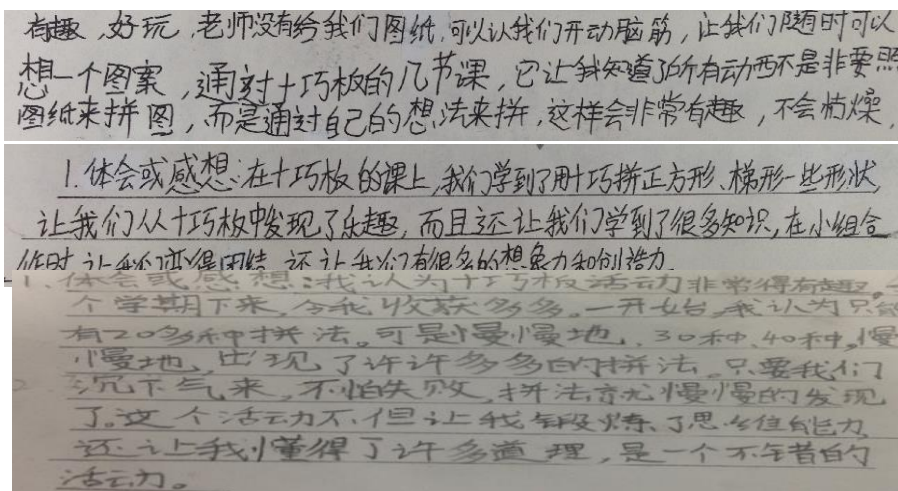 有趣,好玩,老师没有给我们图纸,可以认我们开动脑筋,让我们随时可以
想一个图案,通过十巧板的几节课,它让我知道了所有动西不是非要照
图纸来拼图,而是通过自己的想法来拼,这样会非常有趣,不会枯燥,
1.体会或感想:在十巧板的课上,我们学到了用十巧拼正方形、梯形一些形状,
让我们从十巧板中发现了乐趣,而且还让我们学到了很多知识,在小组合
作时,让我们变得团结,还让我们有很多的想象力和创造力
1、体会或感想:我认为十巧板活动非常得有趣。一
个学期下来,令我收获多多。一开始,我认为只能
有20多种拼法。可是慢慢地,30种、40种,慢
慢地,出现了许许多多的拼法。只要我们
沉下气来,不怕失败,拼法就慢慢的发现
了。这个活动不但让我锻炼了思维能力,
还让我懂得了许多道理,是一个不错的
活动。